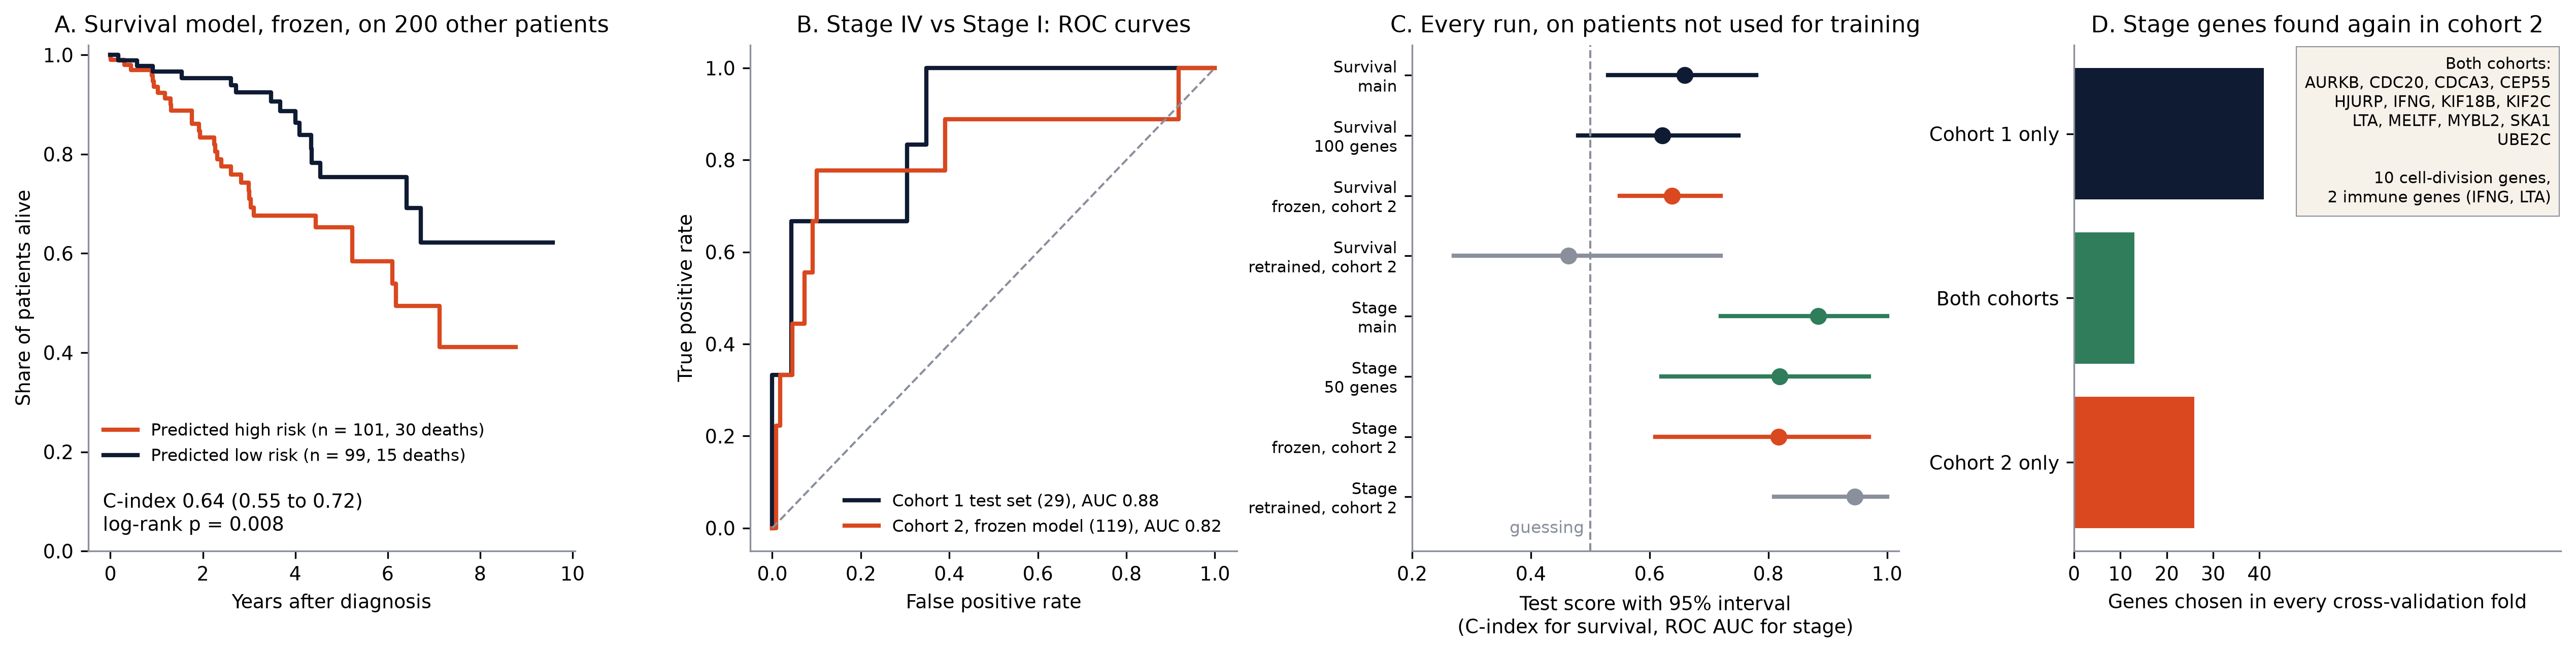 A. Survival model, frozen, on 200 other patients
Share of patients alive
1.0
0.8
0.6
0.4
0.2
0.0
Predicted high risk (n = 101, 30 deaths)
Predicted low risk (n = 99, 15 deaths)
C-index 0.64 (0.55 to 0.72)
log-rank p = 0.008
0
2
4
6
8
10
Years after diagnosis
B. Stage IV vs Stage I: ROC curves
True positive rate
1.0
0.8
0.6
0.4
0.2
0.0
Cohort 1 test set (29), AUC 0.88
Cohort 2, frozen model (119), AUC 0.82
0.0
0.2
0.4
0.6
0.8
1.0
False positive rate
C. Every run, on patients not used for training
Survival
main
Survival
100 genes
Survival
frozen, cohort 2
Survival
retrained, cohort 2
Stage
main
Stage
50 genes
Stage
frozen, cohort 2
Stage
retrained, cohort 2
guessing
0.2
0.4
0.6
0.8
1.0
Test score with 95% interval
(C-index for survival, ROC AUC for stage)
D. Stage genes found again in cohort 2
Cohort 1 only
Both cohorts
Cohort 2 only
Both cohorts:
AURKB, CDC20, CDCA3, CEP55
HJURP, IFNG, KIF18B, KIF2C
LTA, MELTF, MYBL2, SKA1
UBE2C
10 cell-division genes,
2 immune genes (IFNG, LTA)
0
10
20
30
40
Genes chosen in every cross-validation fold